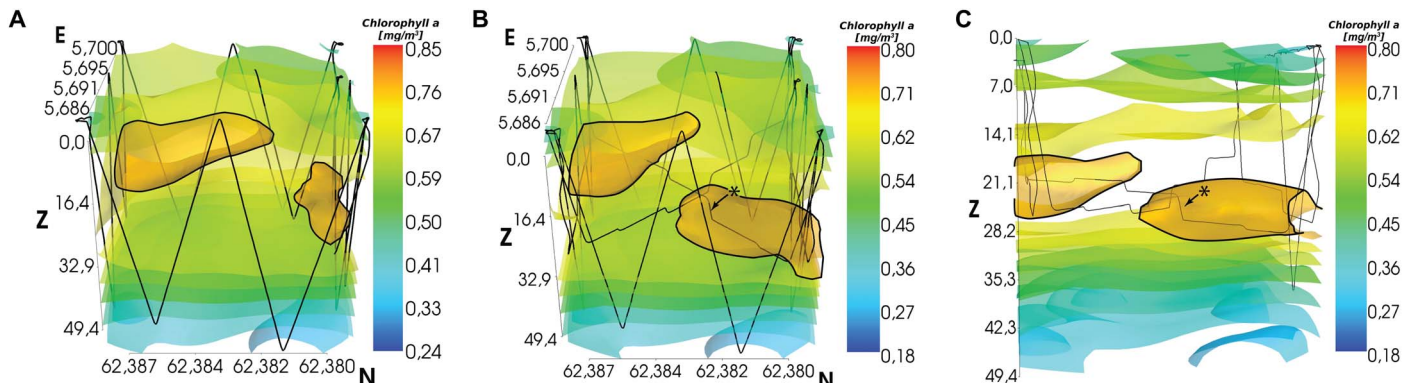 A
E
5,700
5,695
5,691
5,686
0.0
16,4
Z
32,9
49,4
62,387 62,384 62,382 62,380
N
Chlorophyll a
[mg/m³]
0,85
0,76
0,67
0,59
0,50
0,41
0,33
0,24
B
E
5,700
5,695
5,691
5,686
0,0
16,4
Z
32,9
49,4
62,387 62,384 62,382 62,380
N
*
Chlorophyll a
[mg/m³]
0,80
0,71
0,62
0,54
0,45
0,36
0,27
0,18
C
0.0
7.0
14,1
21,1
Z
28,2
35,3
42,3
49,4
*
Chlorophyll a
[mg/m³]
0,80
0,71
0,62
0,54
0,45
0,36
0,27
0,18